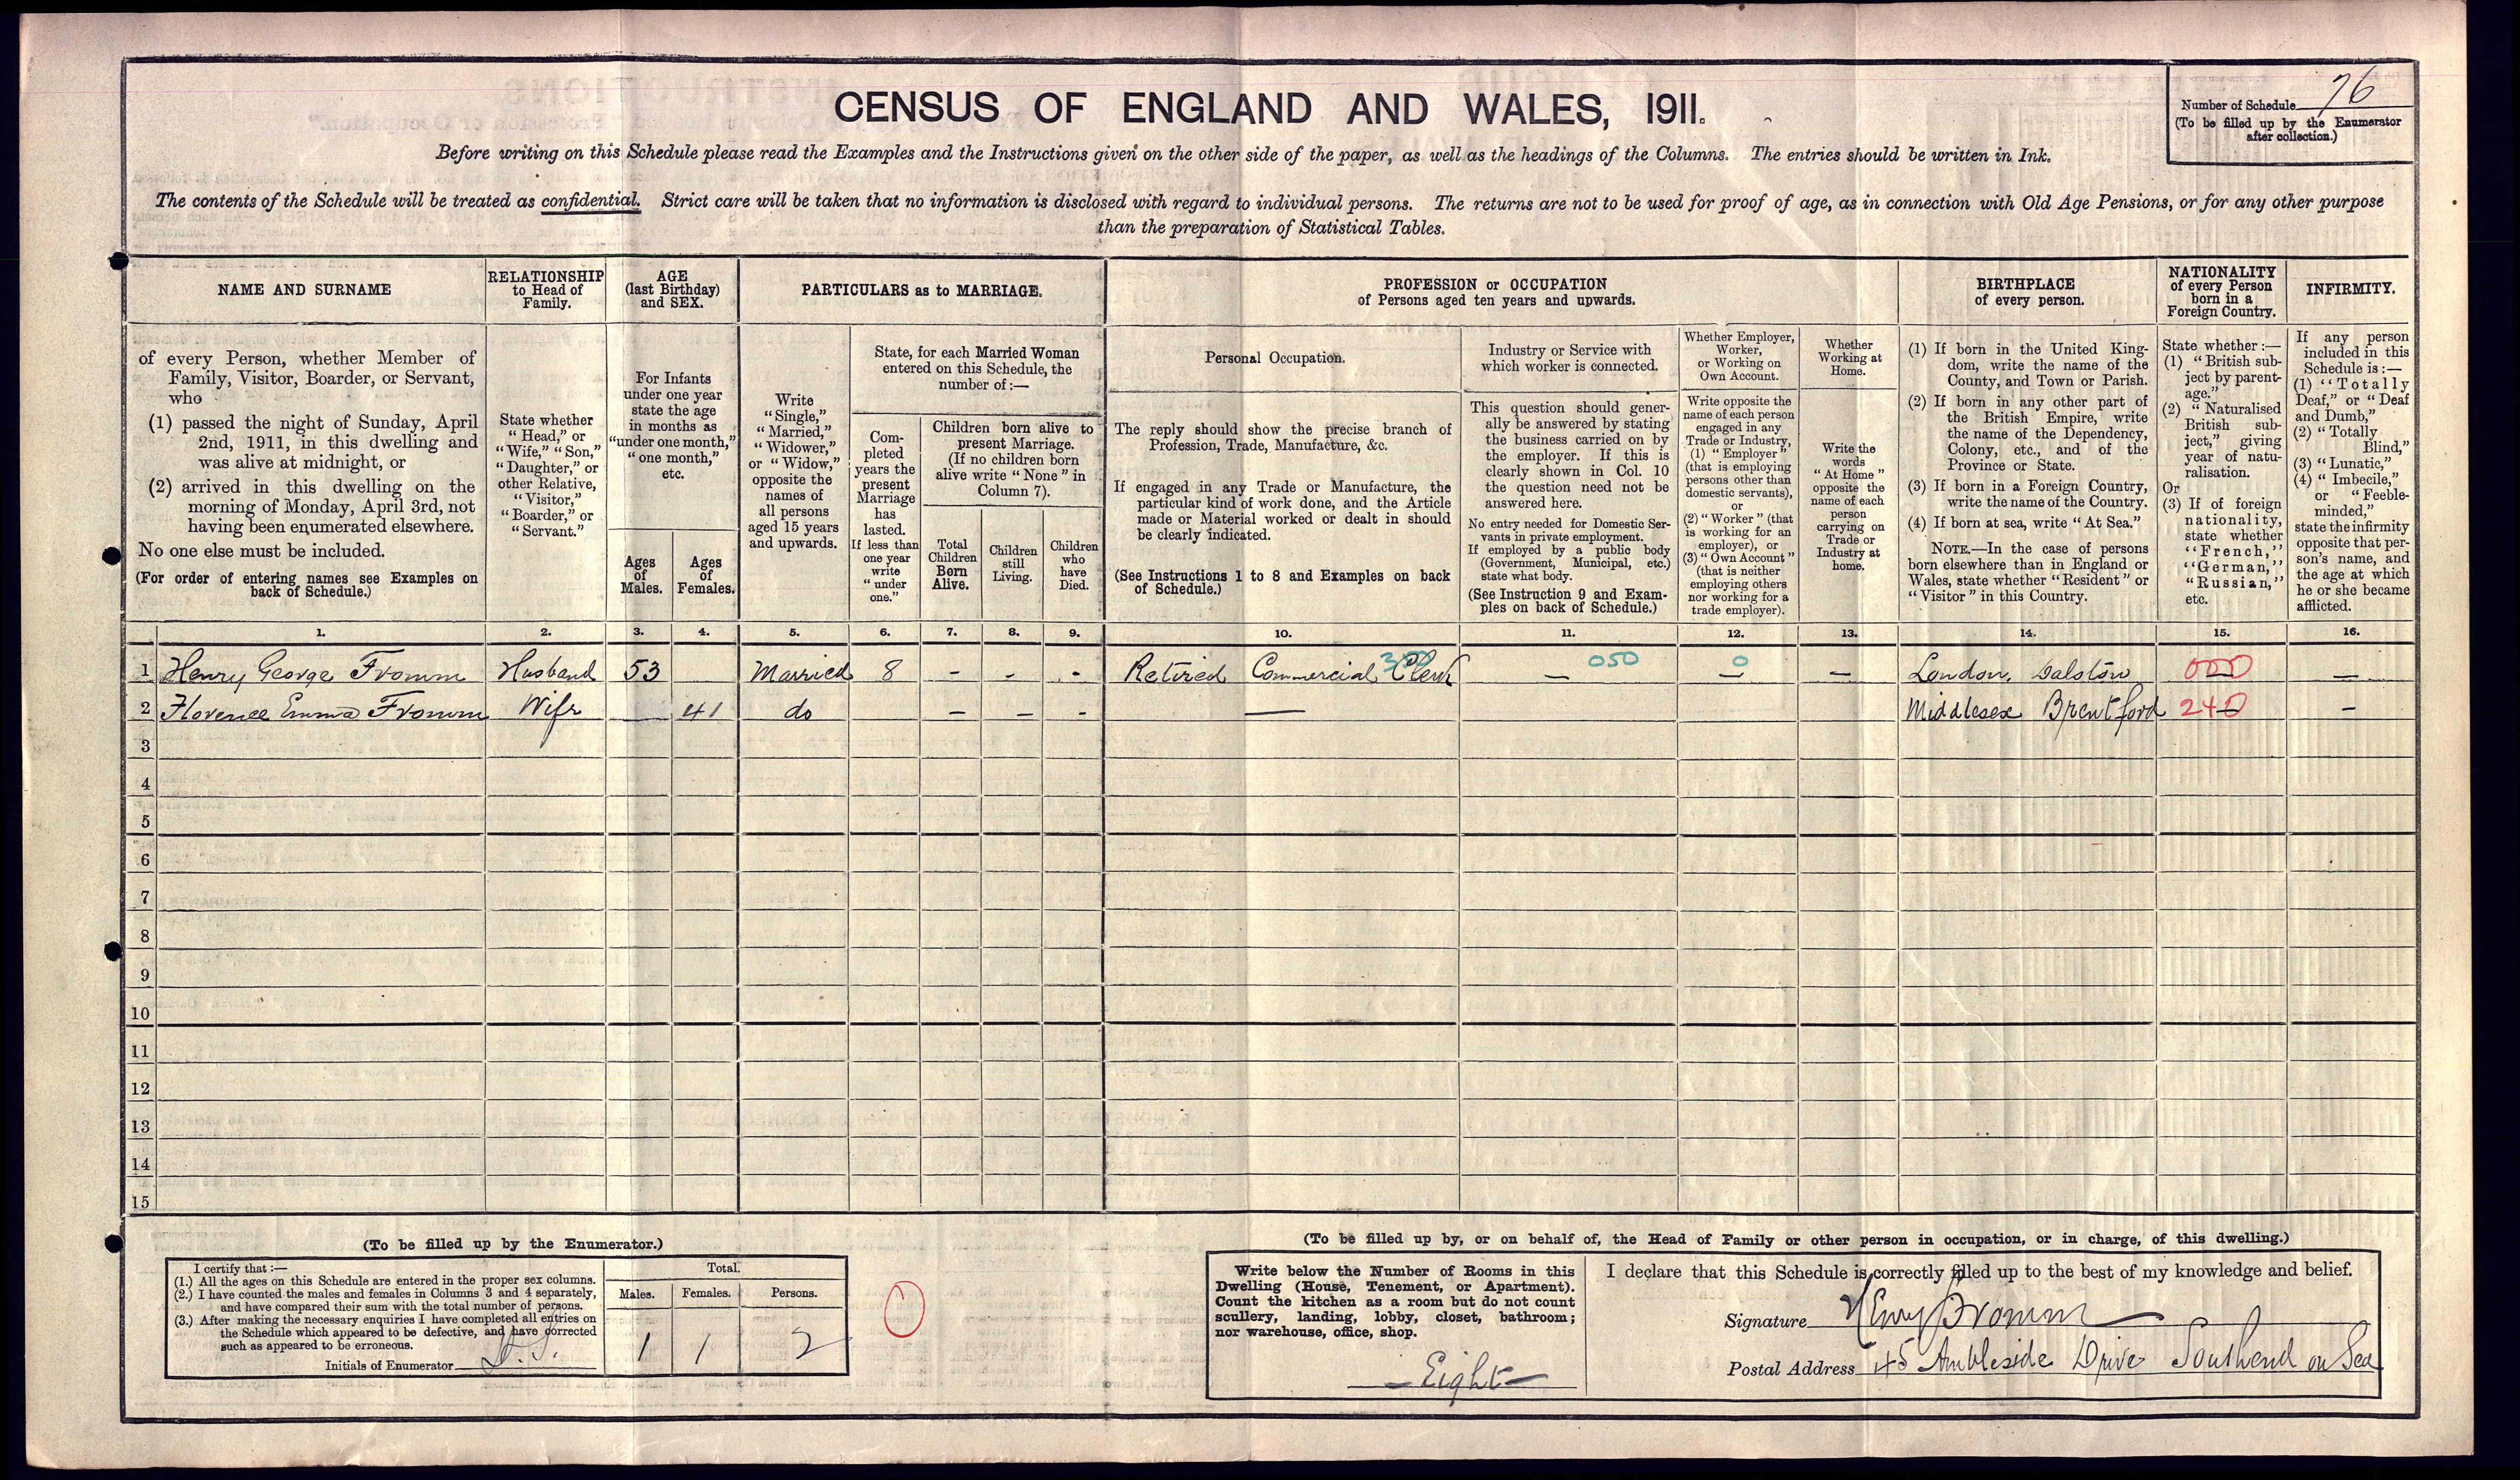 CENSUS OF ENGLAND AND WALES, 1911.
Number of Schedule 76
(To be filled up by the Enumerator
after collection.)
Before writing on this Schedule please read the Examples and the Instructions given on the other side of the paper, as well as the headings of the Columns. The entries should be written in Ink.
The contents of the Schedule will be treated as confidential. Strict care will be taken that no information is disclosed with regard to individual persons. The returns are not to be used for proof of age, as in connection with Old Age Pensions, or for any other purpose
than the preparation of Statistical Tables.
NAME AND SURNAME
of every Person, whether Member of
Family, Visitor, Boarder, or Servant,
who
(1) passed the night of Sunday, April
2nd, 1911, in this dwelling and
was alive at midnight, or
(2) arrived in this dwelling on the
morning of Monday, April 3rd, not
having been enumerated elsewhere.
No one else must be included.
(For order of entering names see Examples on
back of Schedule.)
RELATIONSHIP
to Head of
Family.
State whether
"Head," or
"Wife," "Son,"
"Daughter," or
other Relative,
"Visitor,"
"Boarder," or
"Servant."
AGE
(last Birthday)
and SEX.
For Infants
under one year
state the age
in months as
"under one month,"
"one month,"
etc.
Ages
of
Males.
Ages
of
Females.
PARTICULARS as to MARRIAGE.
Write
"Single,"
"Married,"
"Widower,"
or "Widow,"
opposite the
names of
all persons
aged 15 years
and upwards.
State, for each Married Woman
entered on this Schedule, the
number of:—
Com-
pleted
years the
present
Marriage
has
lasted.
If less than
one year
write
"under
one."
Children born alive to
present Marriage.
(If no children born
alive write "None" in
Column 7).
Total
Children
Born
Alive.
Children
still
Living.
Children
who
have
Died.
PROFESSION or OCCUPATION
of Persons aged ten years and upwards.
Personal Occupation.
The reply should show the precise branch of
Profession, Trade, Manufacture, &c.
If engaged in any Trade or Manufacture, the
particular kind of work done, and the Article
made or Material worked or dealt in should
be clearly indicated.
(See Instructions 1 to 8 and Examples on back
of Schedule.)
Industry or Service with
which worker is connected.
This question should gener-
ally be answered by stating
the business carried on by
the employer. If this is
clearly shown in Col. 10
the question need not be
answered here.
No entry needed for Domestic Ser-
vants in private employment.
If employed by a public body
(Government, Municipal, etc.)
state what body.
(See Instruction 9 and Exam-
ples on back of Schedule.)
Whether Employer,
Worker,
or Working on
Own Account.
Write opposite the
name of each person
engaged in any
Trade or Industry,
(1) "Employer"
(that is employing
persons other than
domestic servants),
or
(2) "Worker" (that
is working for an
employer), or
(3) "Own Account"
(that is neither
employing others
nor working for a
trade employer).
Whether
Working at
Home.
Write the
words
"At Home"
opposite the
name of each
person
carrying on
Trade or
Industry at
home.
BIRTHPLACE
of every person.
(1) If born in the United King-
dom, write the name of the
County, and Town or Parish.
(2) If born in any other part of
the British Empire, write
the name of the Dependency,
Colony, etc., and of the
Province or State.
(3) If born in a Foreign Country,
write the name of the Country.
(4) If born at sea, write "At Sea."
NOTE.—In the case of persons
born elsewhere than in England or
Wales, state whether "Resident" or
"Visitor" in this Country.
NATIONALITY
of every Person
born in a
Foreign Country.
State whether:—
(1) "British sub-
ject by parent-
age."
(2) "Naturalised
British sub-
ject," giving
year of natu-
ralisation.
Or
(3) If of foreign
nationality,
state whether
"French,"
"German,"
"Russian,"
etc.
INFIRMITY.
If any person
included in this
Schedule is:—
(1) "Totally
Deaf," or "Deaf
and Dumb,"
(2) "Totally
Blind,"
(3) "Lunatic,"
(4) "Imbecile,"
or "Feeble-
minded,"
state the infirmity
opposite that per-
son's name, and
the age at which
he or she became
afflicted.
1. 2. 3. 4. 5. 6. 7. 8. 9. 10. 11. 12. 13. 14. 15. 16.
1 Henry George Fromm Husband 53 Married 8 - - - Retired Commercial Clerk — 050 — 0 — London, Dalston 000 —
2 Florence Emma Fromm Wife 41 do - - - — Middlesex Brentford 240 -
3
4
5
6
7
8
9
10
11
12
13
14
15
(To be filled up by the Enumerator.)
I certify that:—
(1.) All the ages on this Schedule are entered in the proper sex columns.
(2.) I have counted the males and females in Columns 3 and 4 separately,
and have compared their sum with the total number of persons.
(3.) After making the necessary enquiries I have completed all entries on
the Schedule which appeared to be defective, and have corrected
such as appeared to be erroneous.
Initials of Enumerator
Total.
Males. Females. Persons.
1 1 2
0
(To be filled up by, or on behalf of, the Head of Family or other person in occupation, or in charge, of this dwelling.)
Write below the Number of Rooms in this
Dwelling (House, Tenement, or Apartment).
Count the kitchen as a room but do not count
scullery, landing, lobby, closet, bathroom;
nor warehouse, office, shop.
— Eight —
I declare that this Schedule is correctly filled up to the best of my knowledge and belief.
Signature Henry Fromm
Postal Address 45 Ambleside Drive Southend on Sea